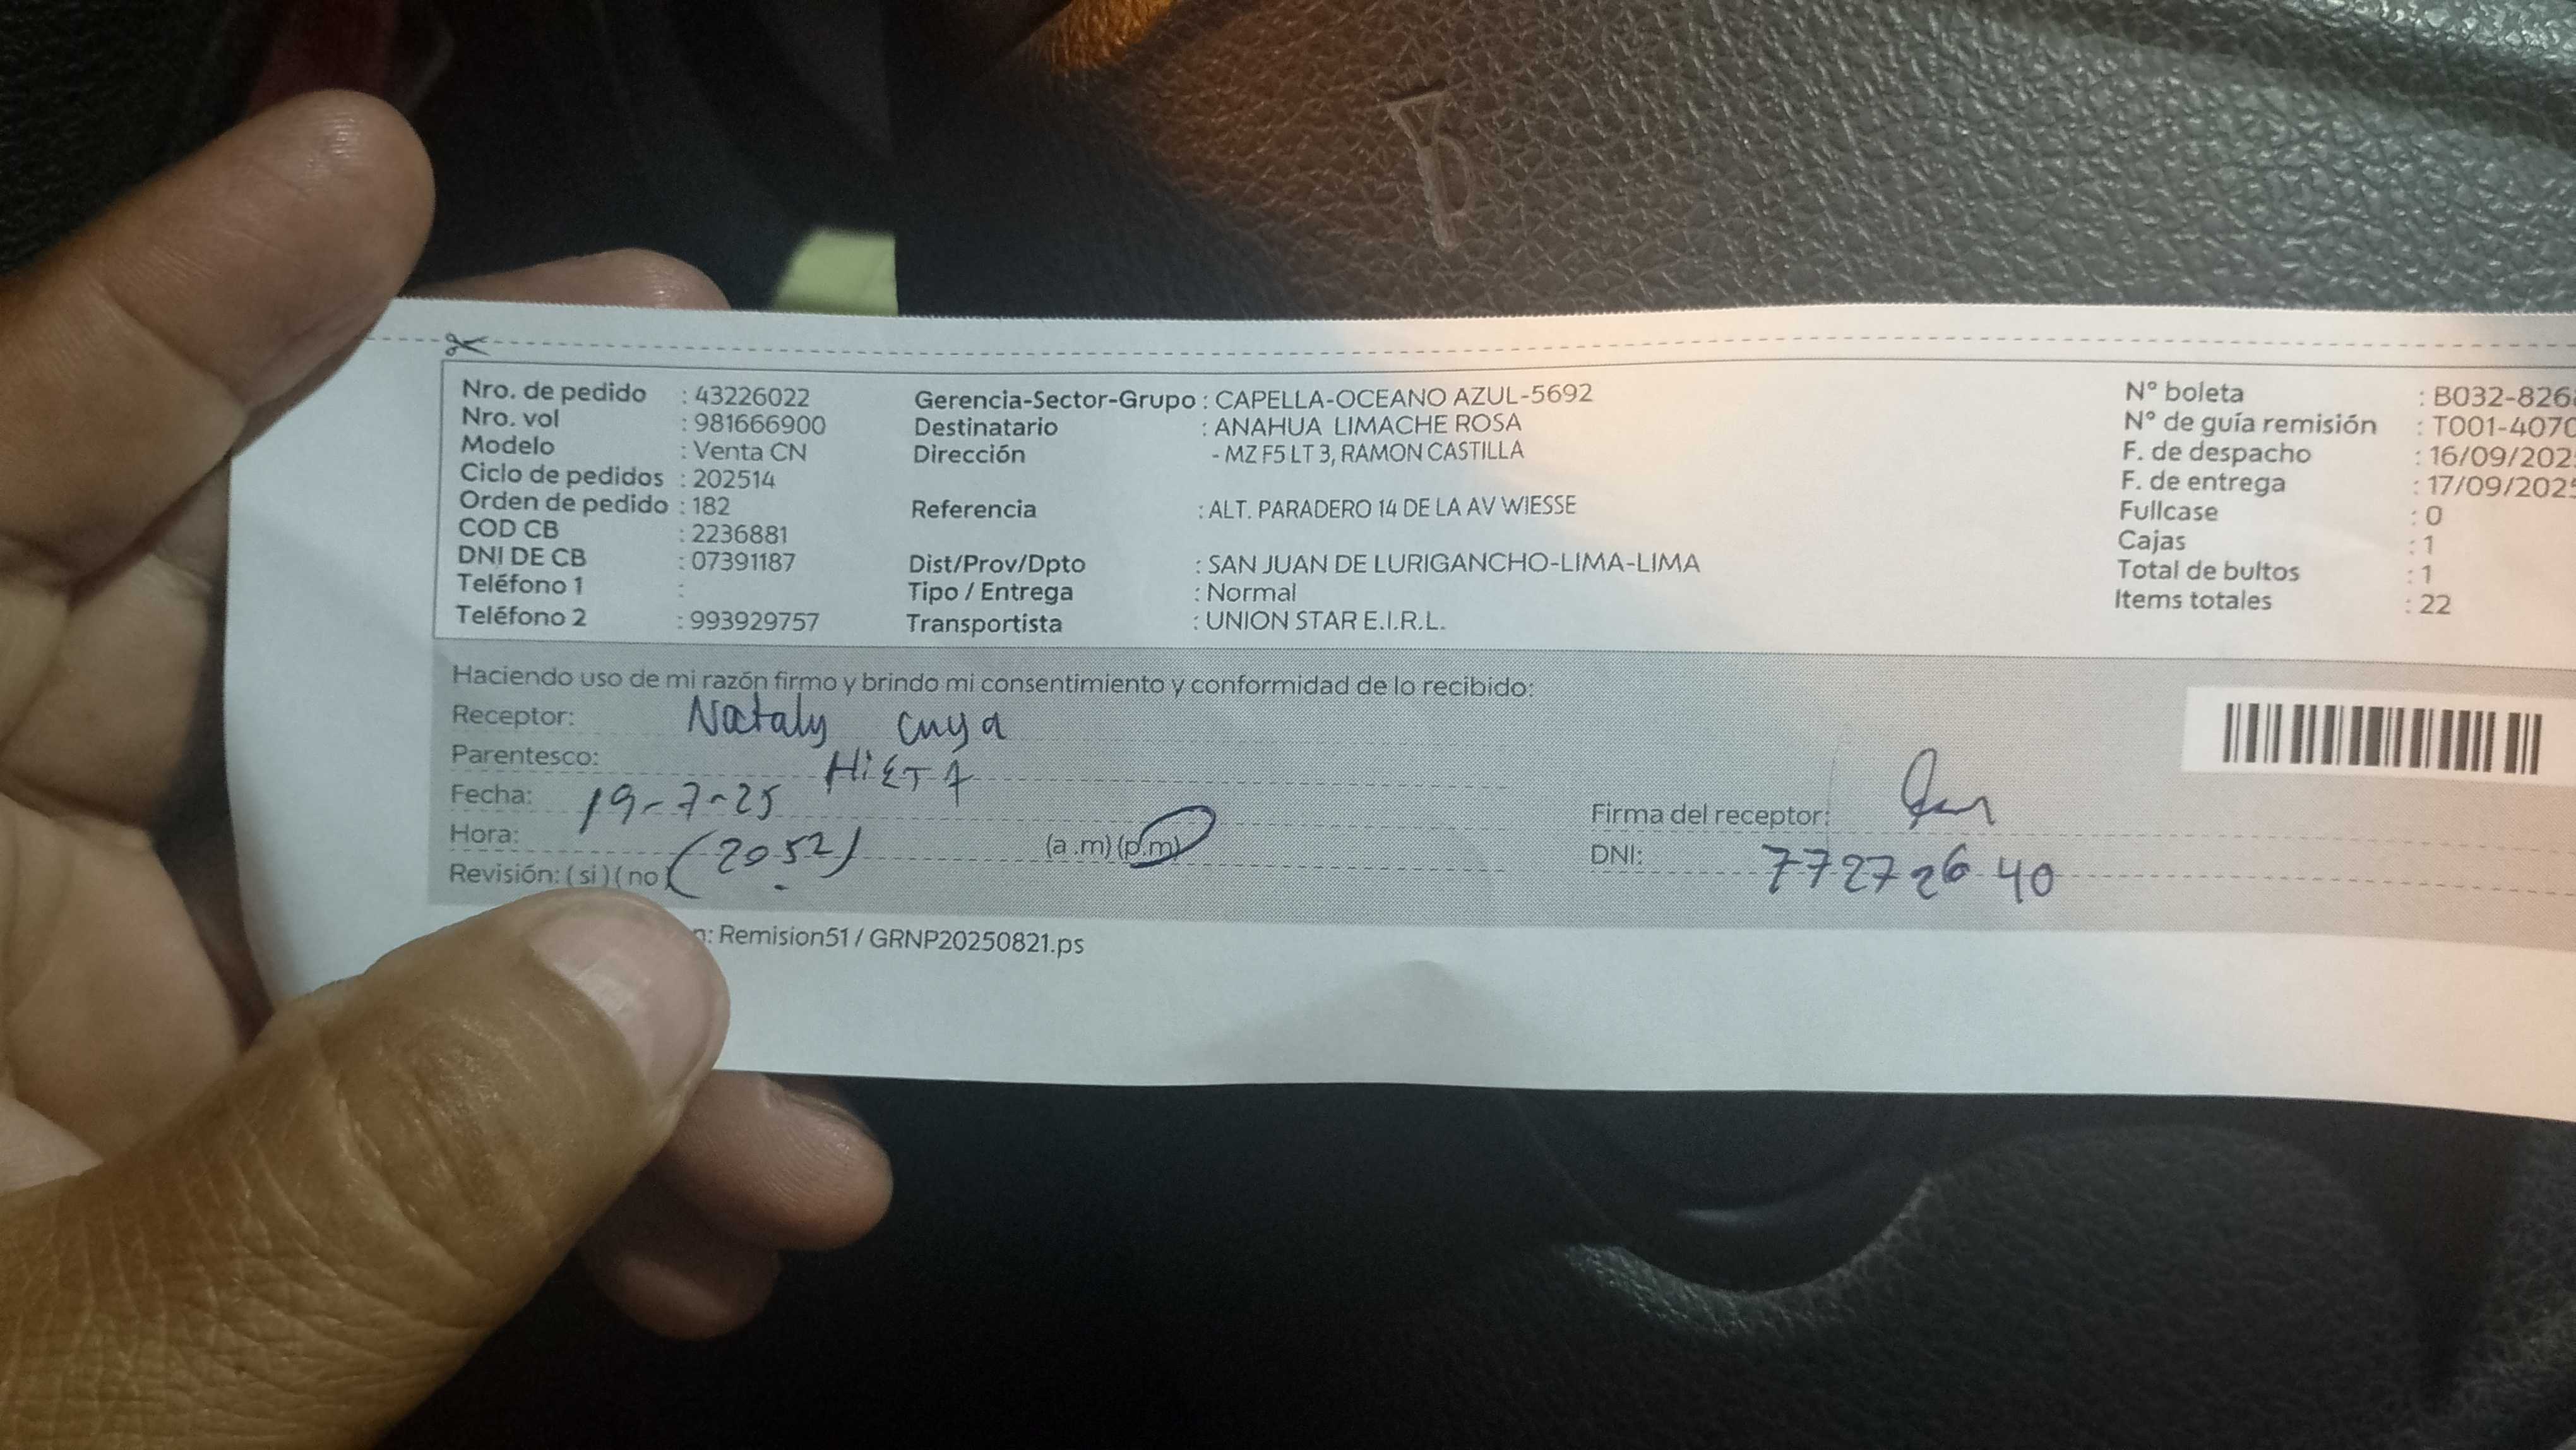 Nro. de pedido : 43226022
Nro. vol : 981666900
Modelo : Venta CN
Ciclo de pedidos : 202514
Orden de pedido : 182
COD CB : 2236881
DNI DE CB : 07391187
Teléfono 1 :
Teléfono 2 : 993929757
Gerencia-Sector-Grupo : CAPELLA-OCEANO AZUL-5692
Destinatario : ANAHUA LIMACHE ROSA
Dirección - MZ F5 LT 3, RAMON CASTILLA
Referencia : ALT. PARADERO 14 DE LA AV WIESSE
Dist/Prov/Dpto : SAN JUAN DE LURIGANCHO-LIMA-LIMA
Tipo / Entrega : Normal
Transportista : UNION STAR E.I.R.L.
N° boleta : B032-826
N° de guía remisión : T001-4070
F. de despacho : 16/09/202
F. de entrega : 17/09/202
Fullcase : 0
Cajas : 1
Total de bultos : 1
Items totales : 22
Haciendo uso de mi razón firmo y brindo mi consentimiento y conformidad de lo recibido:
Receptor: Nataly cuya
Parentesco: HiETA
Fecha: 19-7-25
Hora: (20 52) (a .m) (p.m)
Revisión: ( si ) ( no )
Firma del receptor:
DNI: 77272640
n: Remision51 / GRNP20250821.ps